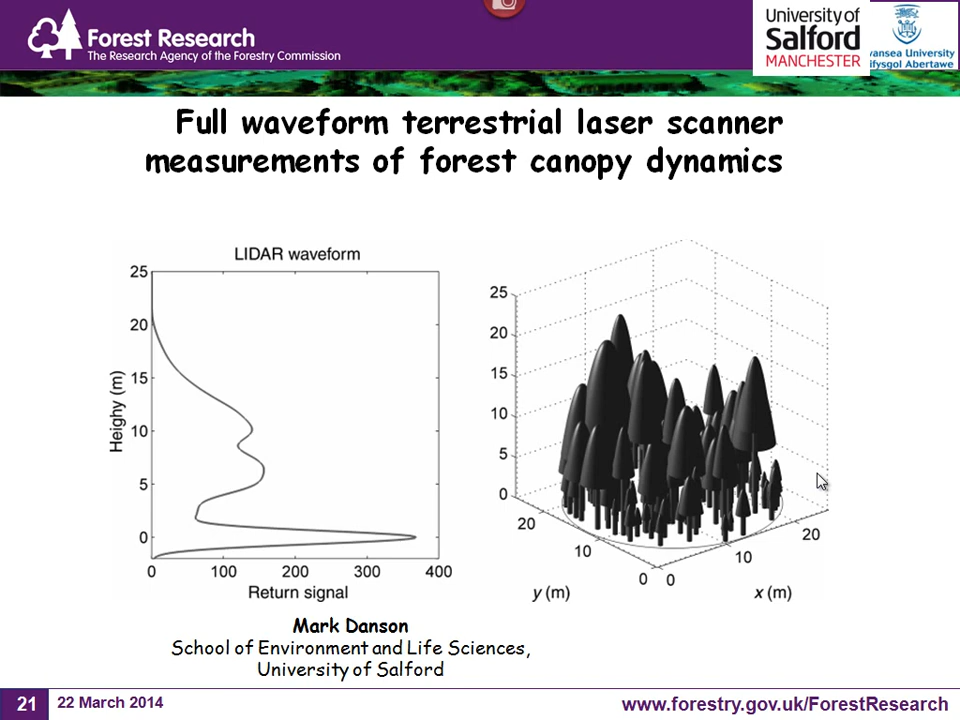 Forest Research
The Research Agency of the Forestry Commission
University of
Salford
MANCHESTER
wansea University
ifysgol Abertawe
Full waveform terrestrial laser scanner
measurements of forest canopy dynamics
LIDAR waveform
25
20
15
10
5
0
Heighy (m)
0 100 200 300 400
Return signal
25
20
15
10
5
0
20
10
0
y (m)
0
10
20
x (m)
Mark Danson
School of Environment and Life Sciences,
University of Salford
21 22 March 2014 www.forestry.gov.uk/ForestResearch